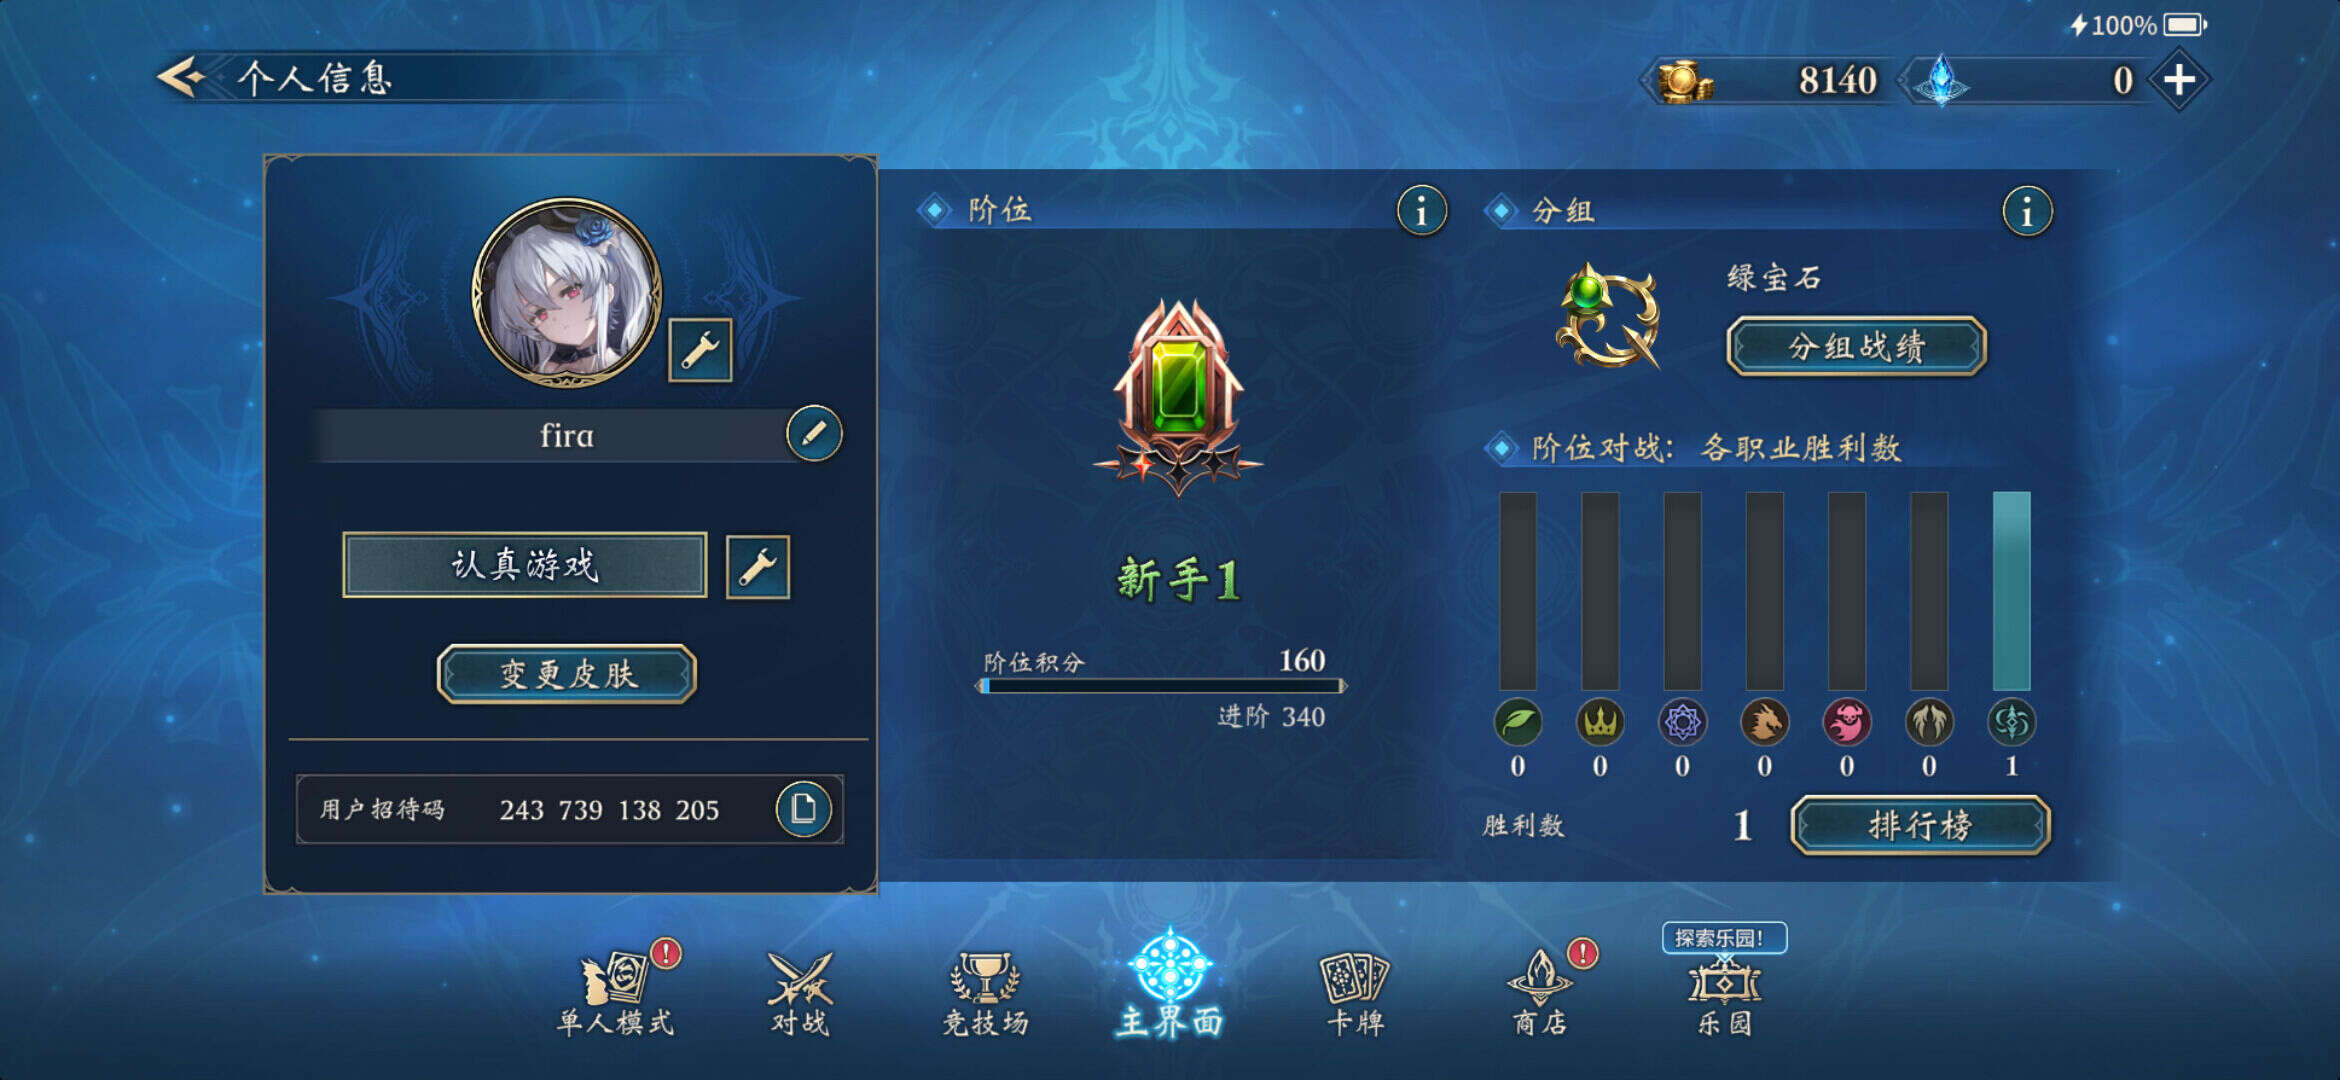 100%
个人信息
8140
0
阶位
i
分组
i
绿宝石
分组战绩
fira
阶位对战：各职业胜利数
认真游戏
新手1
变更皮肤
阶位积分 160
进阶 340
0 0 0 0 0 0 1
用户招待码 243 739 138 205
胜利数 1
排行榜
探索乐园！
单人模式
对战
竞技场
主界面
卡牌
商店
乐园